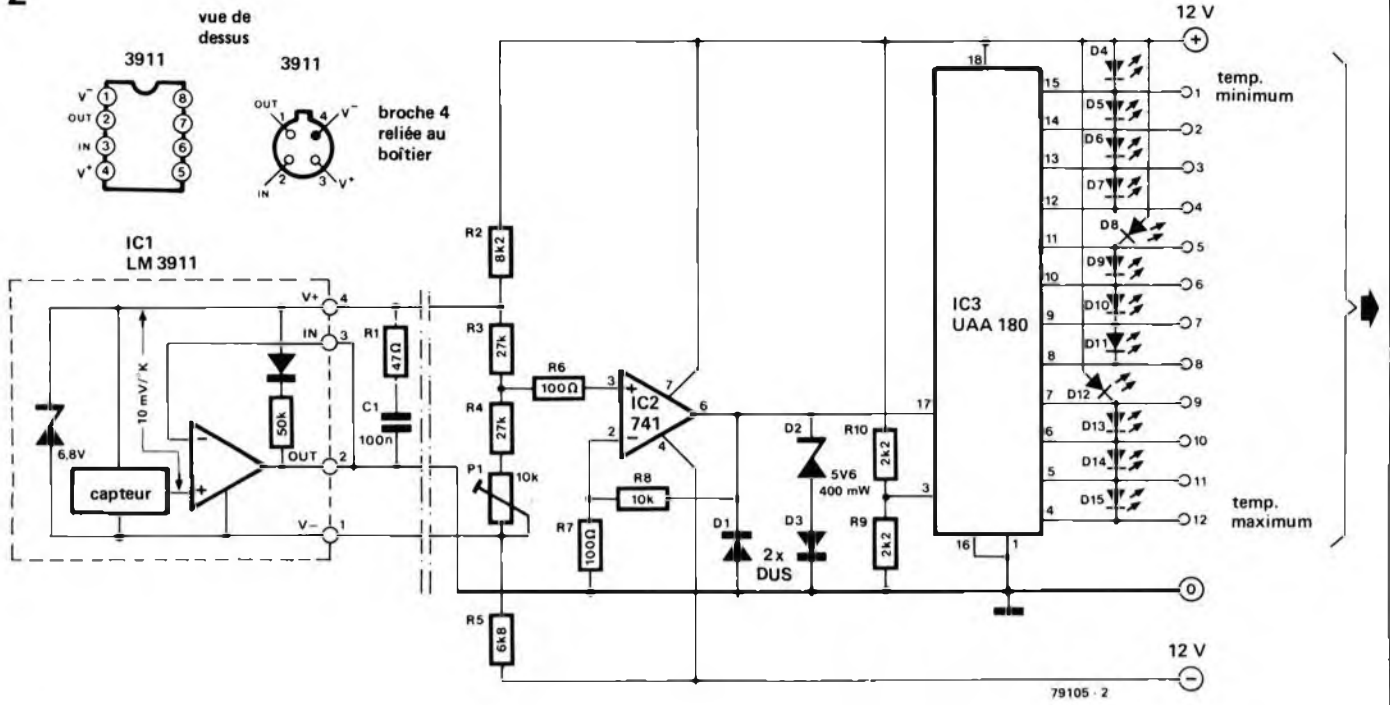 2
vue de
dessus
3911
V-
OUT
IN
V+
1
2
3
4
8
7
6
5
3911
OUT
1
4
V-
IN
2
3
V+
broche 4
reliée au
boîtier
IC1
LM 3911
V+
4
IN
3
10 mV/°K
6,8V
50k
OUT
2
capteur
V-
1
R1
47Ω
C1
100n
R2
8k2
R3
27k
R4
27k
P1
10k
R5
6k8
R6
100Ω
3
+
2
-
7
IC2
741
6
4
R8
10k
R7
100Ω
D1
2x
DUS
D2
5V6
400 mW
D3
R10
2k2
R9
2k2
17
3
18
IC3
UAA 180
16
1
15
14
13
12
11
10
9
8
7
6
5
4
D4
D5
D6
D7
D8
D9
D10
D11
D12
D13
D14
D15
12 V
+
1
2
3
4
5
6
7
8
9
10
11
12
temp.
minimum
temp.
maximum
0
12 V
-
79105 - 2